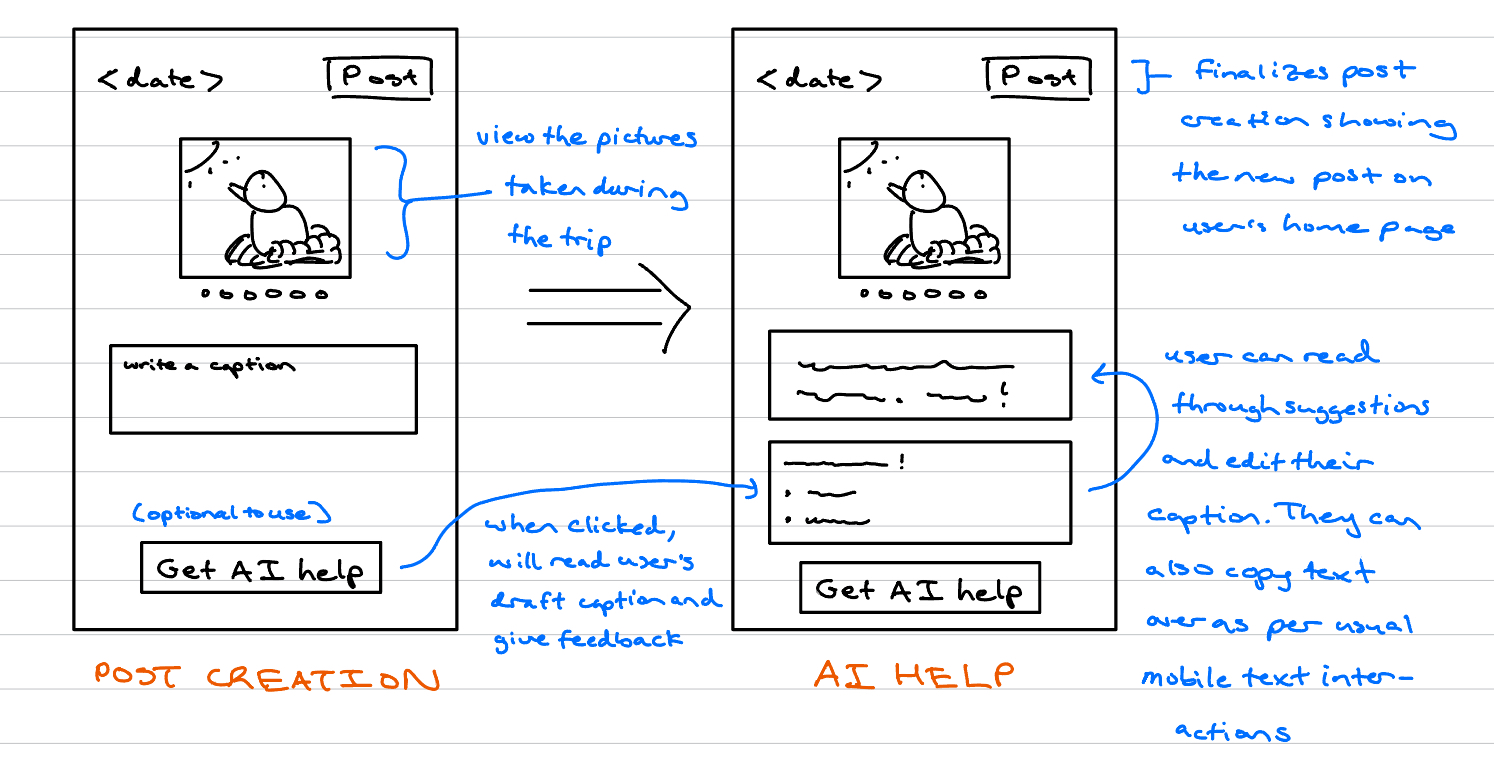 <date>
Post
view the pictures
taken during
the trip
write a caption
(optional to use)
Get AI help
when clicked,
will read user's
draft caption and
give feedback
POST CREATION
<date>
Post
Finalizes post
creation showing
the new post on
user's home page
!
!
user can read
through suggestions
and edit their
caption. They can
also copy text
over as per usual
mobile text inter-
actions
Get AI help
AI HELP